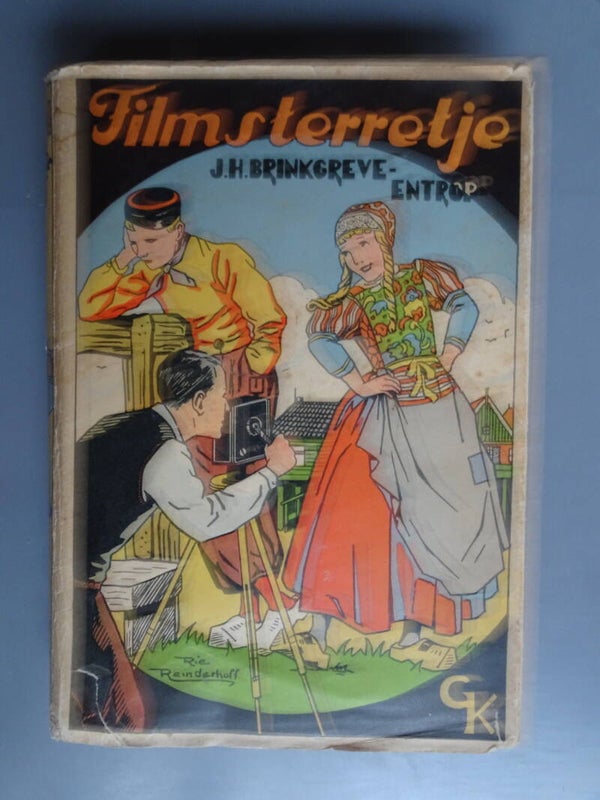 Filmsterretje
J.H. BRINKGREVE-
ENTROP
Rie
Reinderhoff
GK